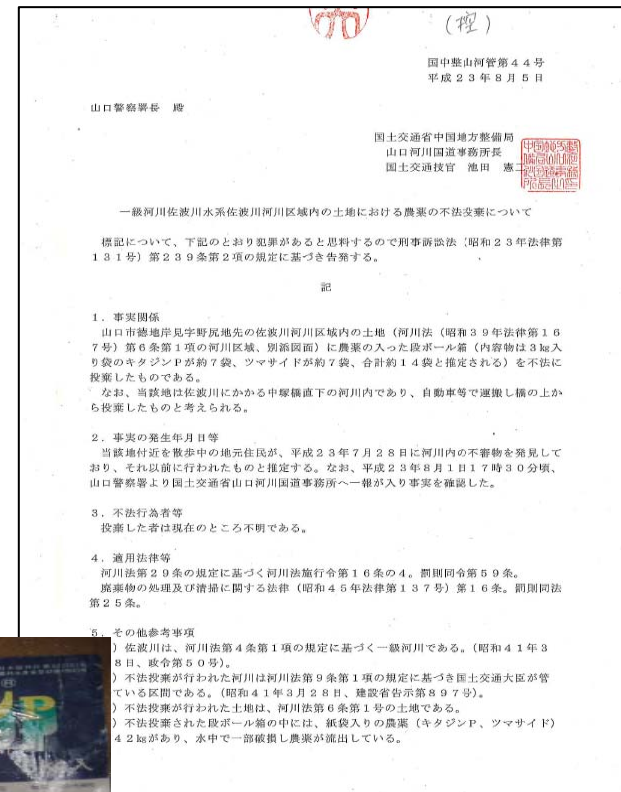 (控)
国中整山河管第44号
平成23年8月5日
山口警察署長 殿
国土交通省中国地方整備局
山口河川国道事務所長
国土交通技官 池田 憲二
一級河川佐波川水系佐波川河川区域内の土地における農薬の不法投棄について
標記について、下記のとおり犯罪があると思料するので刑事訴訟法(昭和23年法律第
131号)第239条第2項の規定に基づき告発する。
記
1.事実関係
山口市徳地岸見字野尻地先の佐波川河川区域内の土地(河川法(昭和39年法律第16
7号)第6条第1項の河川区域、別添図面)に農薬の入った段ボール箱(内容物は3kg入
り袋のキタジンPが約7袋、ツマサイドが約7袋、合計約14袋と推定される)を不法に
投棄したものである。
なお、当該地は佐波川にかかる中塚橋直下の河川内であり、自動車等で運搬し橋の上か
ら投棄したものと考えられる。
2.事実の発生年月日等
当該地付近を散歩中の地元住民が、平成23年7月28日に河川内の不審物を発見して
おり、それ以前に行われたものと推定する。なお、平成23年8月1日17時30分頃、
山口警察署より国土交通省山口河川国道事務所へ一報が入り事実を確認した。
3.不法行為者等
投棄した者は現在のところ不明である。
4.適用法律等
河川法第29条の規定に基づく河川法施行令第16条の4。罰則同令第59条。
廃棄物の処理及び清掃に関する法律(昭和45年法律第137号)第16条。罰則同法
第25条。
5.その他参考事項
)佐波川は、河川法第4条第1項の規定に基づく一級河川である。(昭和41年3
8日、政令第50号)。
)不法投棄が行われた河川は河川法第9条第1項の規定に基づき国土交通大臣が管
ている区間である。(昭和41年3月28日、建設省告示第897号)。
)不法投棄が行われた土地は、河川法第6条第1号の土地である。
)不法投棄された段ボール箱の中には、紙袋入りの農薬(キタジンP、ツマサイド)
42kgがあり、水中で一部破損し農薬が流出している。
P
入